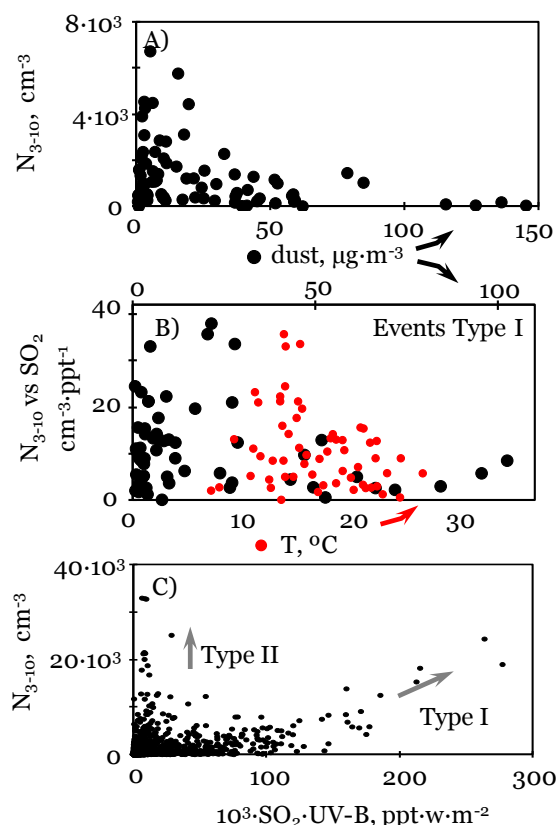 8·10³
A)
N₃₋₁₀, cm⁻³
4·10³
0
0 50 100 150
dust, µg·m⁻³
0 50 100
40
B) Events Type I
N₃₋₁₀ vs SO₂
cm⁻³·ppt⁻¹
20
0
0 10 20 30
T, ºC
40·10³
C)
N₃₋₁₀, cm⁻³
Type II
20·10³
Type I
0
0 100 200 300
10³·SO₂·UV-B, ppt·w·m⁻²